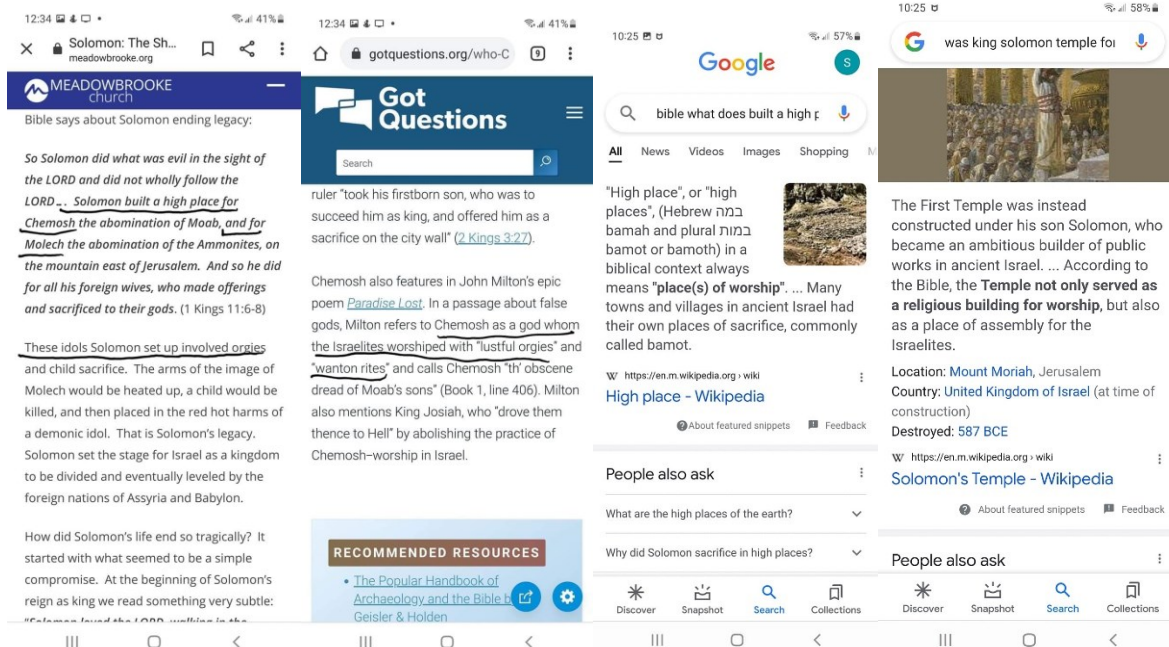 12:34
41%
Solomon: The Sh...
meadowbrooke.org
MEADOWBROOKE
church
Bible says about Solomon ending legacy:
So Solomon did what was evil in the sight of
the LORD and did not wholly follow the
LORD... Solomon built a high place for
Chemosh the abomination of Moab, and for
Molech the abomination of the Ammonites, on
the mountain east of Jerusalem. And so he did
for all his foreign wives, who made offerings
and sacrificed to their gods. (1 Kings 11:6-8)
These idols Solomon set up involved orgies
and child sacrifice. The arms of the image of
Molech would be heated up, a child would be
killed, and then placed in the red hot harms of
a demonic idol. That is Solomon's legacy.
Solomon set the stage for Israel as a kingdom
to be divided and eventually leveled by the
foreign nations of Assyria and Babylon.
How did Solomon's life end so tragically? It
started with what seemed to be a simple
compromise. At the beginning of Solomon's
reign as king we read something very subtle:
"Solomon loved the LORD, walking in the
12:34
41%
gotquestions.org/who-C
9
Got
Questions
Search
ruler "took his firstborn son, who was to
succeed him as king, and offered him as a
sacrifice on the city wall" (2 Kings 3:27).
Chemosh also features in John Milton's epic
poem Paradise Lost. In a passage about false
gods, Milton refers to Chemosh as a god whom
the Israelites worshiped with "lustful orgies" and
"wanton rites" and calls Chemosh "th' obscene
dread of Moab's sons" (Book 1, line 406). Milton
also mentions King Josiah, who "drove them
thence to Hell" by abolishing the practice of
Chemosh–worship in Israel.
RECOMMENDED RESOURCES
• The Popular Handbook of
Archaeology and the Bible b
Geisler & Holden
10:25
57%
Google
S
bible what does built a high p
All News Videos Images Shopping M
"High place", or "high
places", (Hebrew במה
bamah and plural במות
bamot or bamoth) in a
biblical context always
means "place(s) of worship". ... Many
towns and villages in ancient Israel had
their own places of sacrifice, commonly
called bamot.
W https://en.m.wikipedia.org › wiki
High place - Wikipedia
About featured snippets Feedback
People also ask
What are the high places of the earth?
Why did Solomon sacrifice in high places?
Discover Snapshot Search Collections
10:25
58%
was king solomon temple for
The First Temple was instead
constructed under his son Solomon, who
became an ambitious builder of public
works in ancient Israel. ... According to
the Bible, the Temple not only served as
a religious building for worship, but also
as a place of assembly for the
Israelites.
Location: Mount Moriah, Jerusalem
Country: United Kingdom of Israel (at time of
construction)
Destroyed: 587 BCE
W https://en.m.wikipedia.org › wiki
Solomon's Temple - Wikipedia
About featured snippets Feedback
People also ask
Discover Snapshot Search Collections